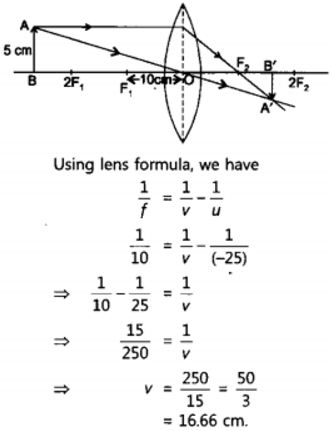 A
5 cm
B 2F₁ F₁ 10cm O F₂ B′ 2F₂
A′
Using lens formula, we have
1/f = 1/v − 1/u
1/10 = 1/v − 1/(−25)
⇒ 1/10 − 1/25 = 1/v
⇒ 15/250 = 1/v
⇒ v = 250/15 = 50/3
= 16.66 cm.